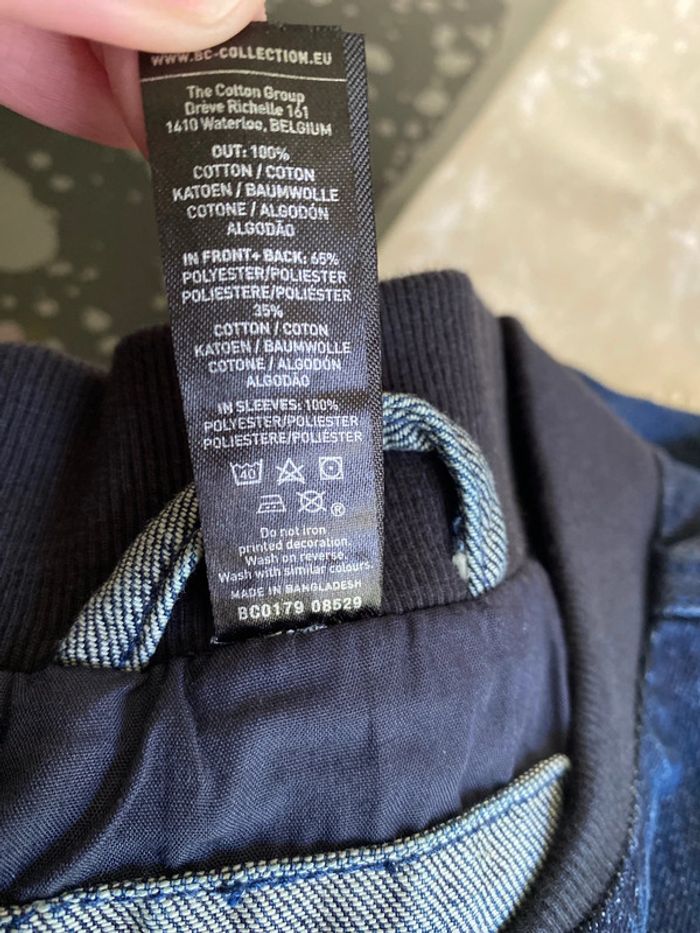 WWW.BC-COLLECTION.EU
The Cotton Group
Drève Richelle 161
1410 Waterloo, BELGIUM
OUT: 100%
COTTON / COTON
KATOEN / BAUMWOLLE
COTONE / ALGODÓN
ALGODÃO
IN FRONT+ BACK: 65%
POLYESTER/POLIESTER
POLIESTERE/POLIÉSTER
35%
COTTON / COTON
KATOEN / BAUMWOLLE
COTONE / ALGODÓN
ALGODÃO
IN SLEEVES: 100%
POLYESTER/POLIESTER
POLIESTERE/POLIÉSTER
40
®
Do not iron
printed decoration.
Wash on reverse.
Wash with similar colours.
MADE IN BANGLADESH
BC0179 08529